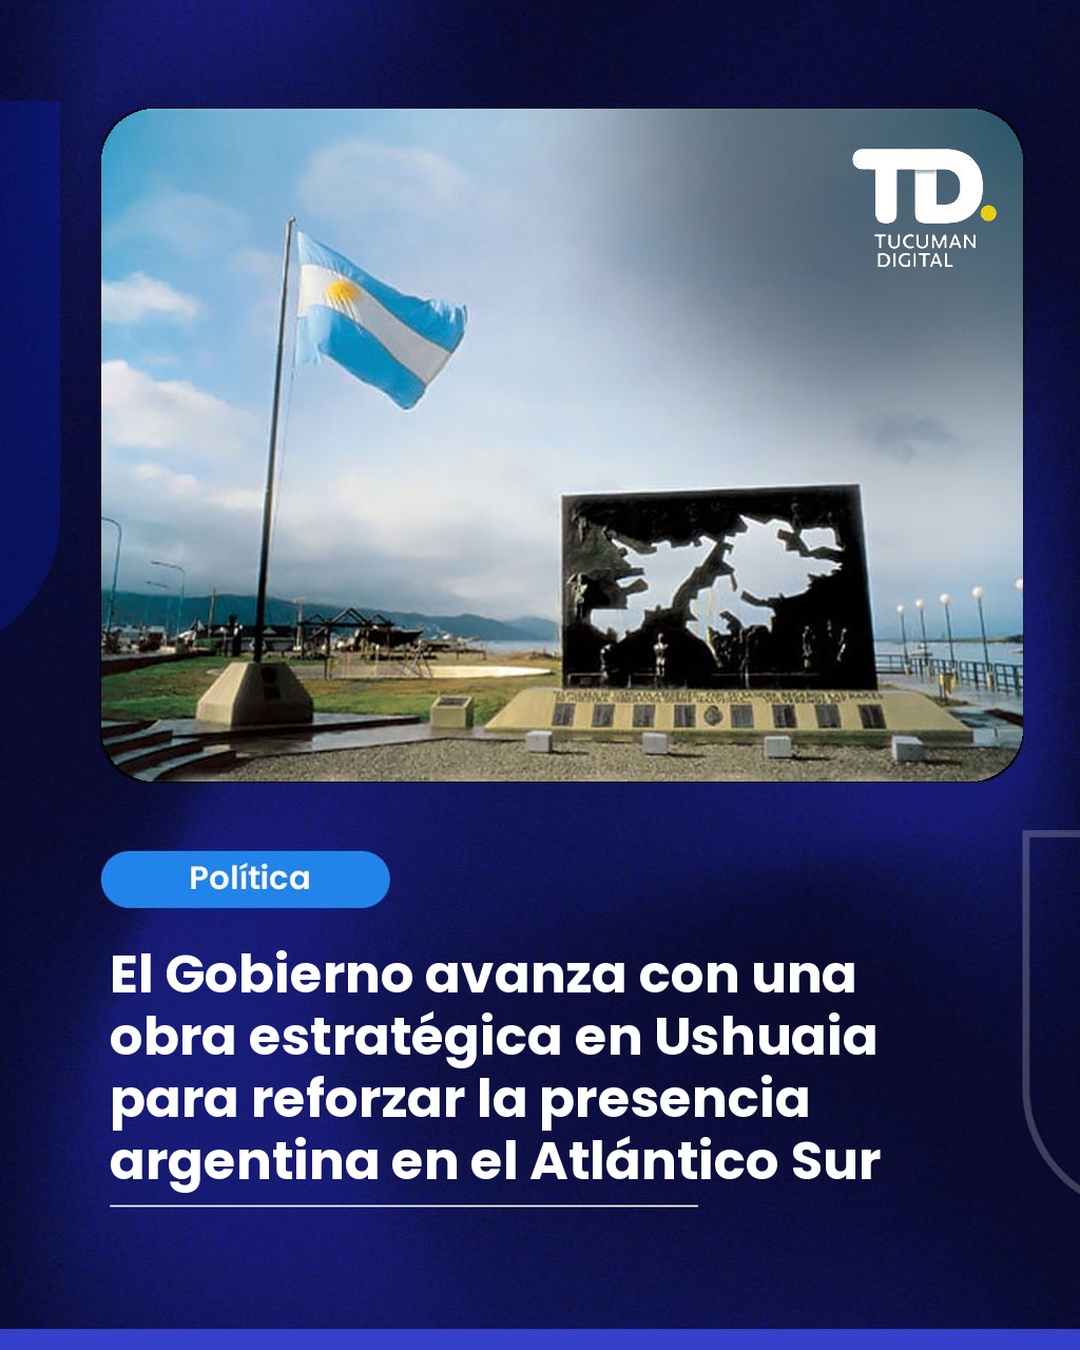 TD.
TUCUMAN
DIGITAL
Política
El Gobierno avanza con una
obra estratégica en Ushuaia
para reforzar la presencia
argentina en el Atlántico Sur